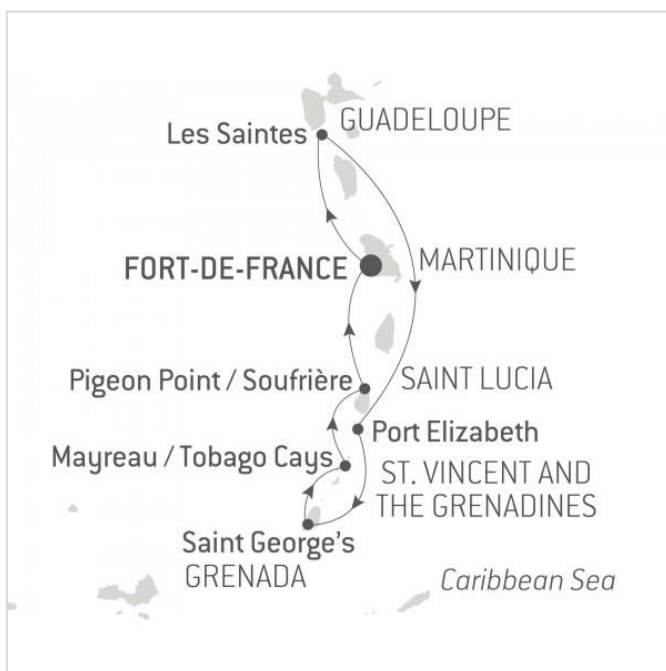 GUADELOUPE
Les Saintes
MARTINIQUE
FORT-DE-FRANCE
Pigeon Point / Soufrière
SAINT LUCIA
Port Elizabeth
Mayreau / Tobago Cays
ST. VINCENT AND
THE GRENADINES
Saint George's
GRENADA
Caribbean Sea